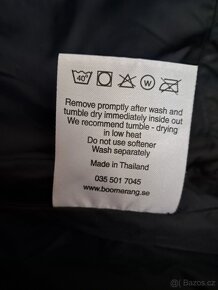 40°
W
Remove promptly after wash and
tumble dry immediately inside out
We recommend tumble - drying
in low heat
Do not use softener
Wash separately
Made in Thailand
035 501 7045
www.boomerang.se
Bazoš.cz